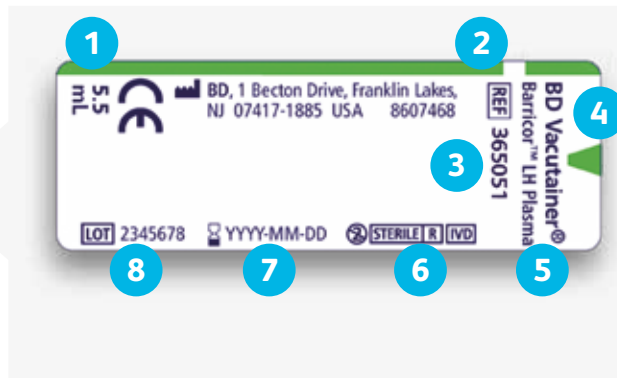 1
2
5.5
mL
CE
BD, 1 Becton Drive, Franklin Lakes,
NJ 07417-1885 USA 8607468
REF 365051
BD Vacutainer®
Barricor™ LH Plasma
4
3
LOT 2345678
YYYY-MM-DD
2 STERILE R IVD
8
7
6
5